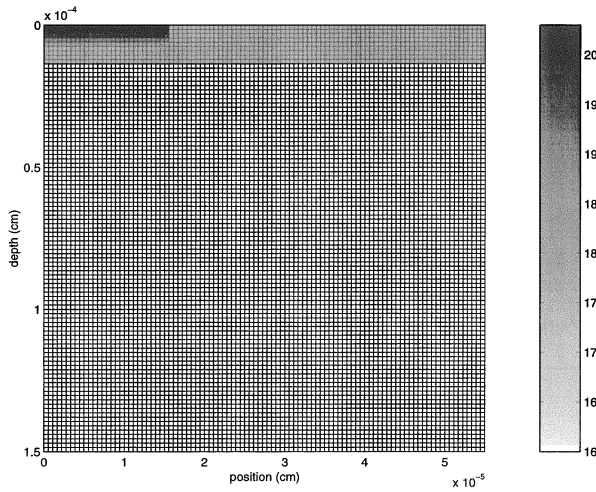 x 10⁻⁴
0
0.5
1
1.5
depth (cm)
0 1 2 3 4 5
position (cm)
x 10⁻⁵
20
19
19
18
18
17
17
16
16